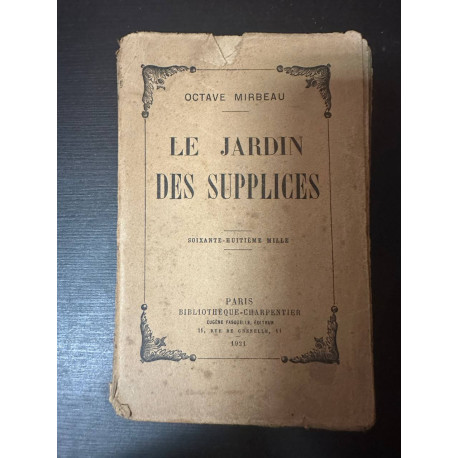 OCTAVE MIRBEAU
LE JARDIN
DES SUPPLICES
SOIXANTE-HUITIÈME MILLE
PARIS
BIBLIOTHÈQUE-CHARPENTIER
EUGÈNE FASQUELLE, ÉDITEUR
11, RUE DE GRENELLE, 11
1921